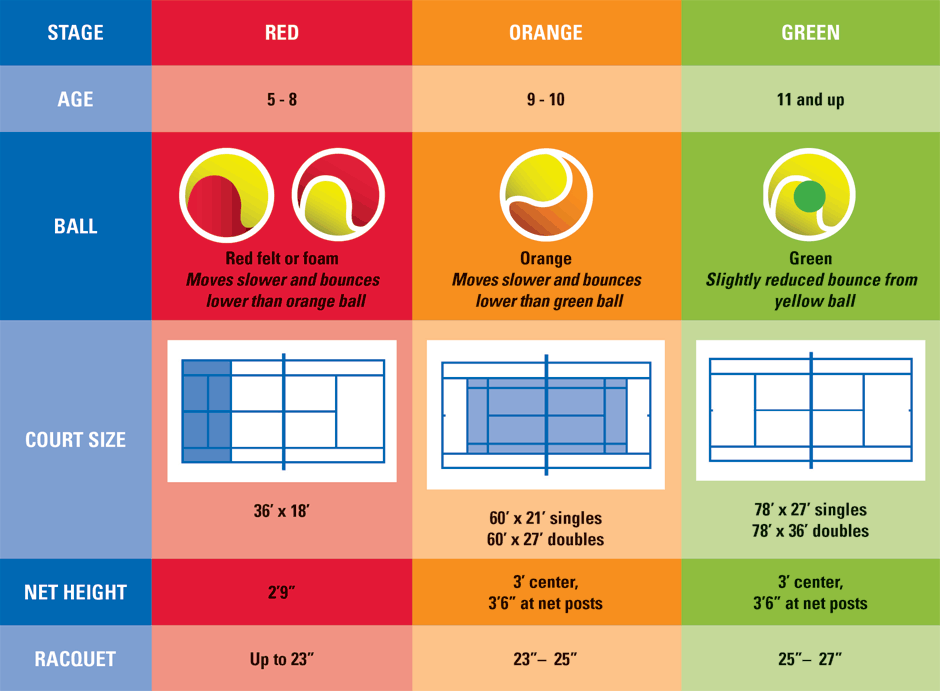 STAGE RED ORANGE GREEN
AGE 5 - 8 9 - 10 11 and up
BALL
Red felt or foam
Moves slower and bounces
lower than orange ball
Orange
Moves slower and bounces
lower than green ball
Green
Slightly reduced bounce from
yellow ball
COURT SIZE
36’ x 18’
60’ x 21’ singles
60’ x 27’ doubles
78’ x 27’ singles
78’ x 36’ doubles
NET HEIGHT
2’9”
3’ center,
3’6” at net posts
3’ center,
3’6” at net posts
RACQUET Up to 23” 23”– 25” 25”– 27”